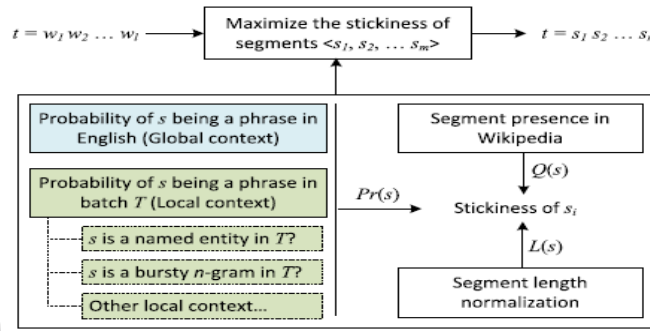 t = w1 w2 … wl
Maximize the stickiness of
segments <s1, s2, … sm>
t = s1 s2 … s
Probability of s being a phrase in
English (Global context)
Probability of s being a phrase in
batch T (Local context)
s is a named entity in T?
s is a bursty n-gram in T?
Other local context…
Pr(s)
Segment presence in
Wikipedia
Q(s)
Stickiness of si
L(s)
Segment length
normalization